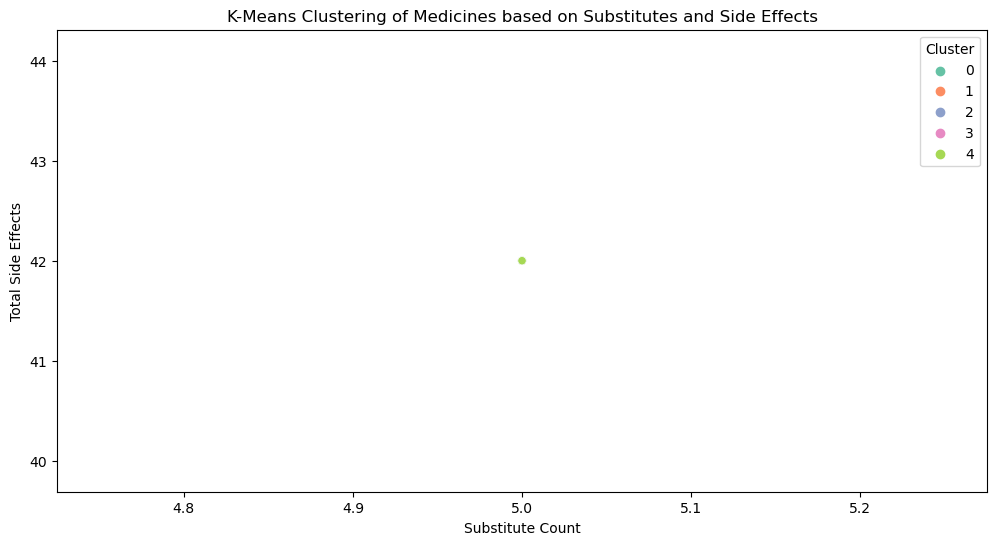 K-Means Clustering of Medicines based on Substitutes and Side Effects
Cluster
0
1
2
3
4
44
43
42
41
40
Total Side Effects
4.8 4.9 5.0 5.1 5.2
Substitute Count